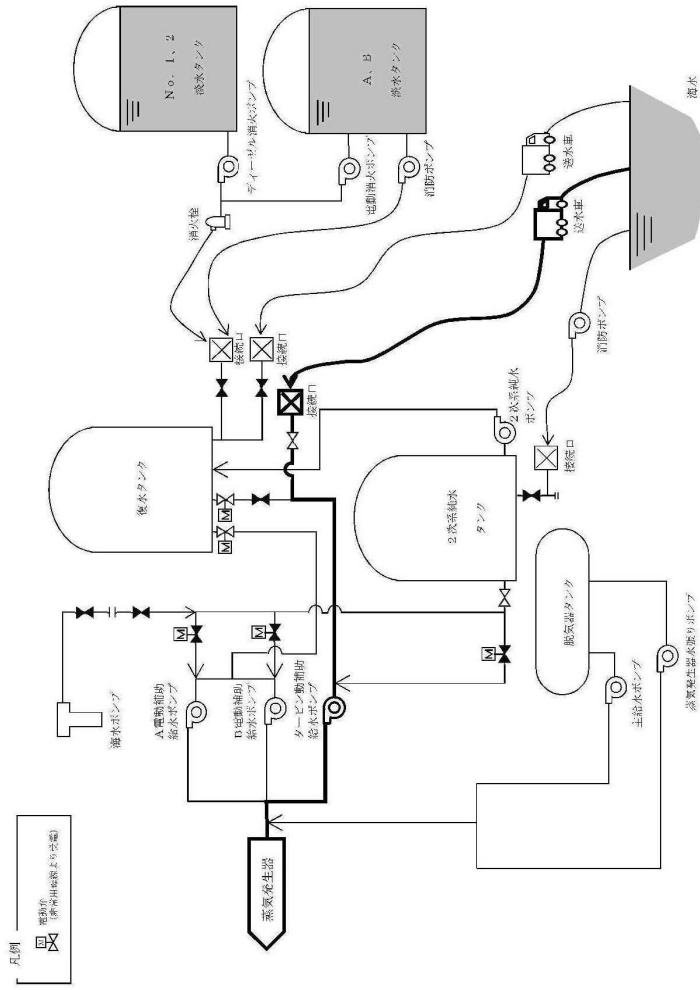 凡例
M
電動弁
(非常用母線より受電)
No. 1、2
淡水タンク
A、B
淡水タンク
ディーゼル消火ポンプ
電動消火ポンプ
消防ポンプ
消火栓
送水車
送水車
海水
消防ポンプ
接続口
接続口
接続口
接続口
復水タンク
M
M
2次系純水
ポンプ
2次系純水
タンク
脱気器タンク
海水ポンプ
M
M
M
A電動補助
給水ポンプ
B電動補助
給水ポンプ
タービン動補助
給水ポンプ
主給水ポンプ
蒸気発生器水張りポンプ
蒸気発生器